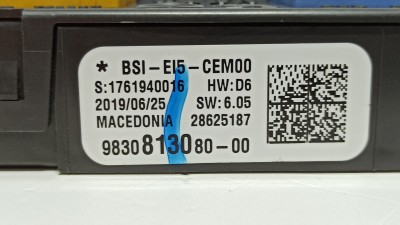 * BSI-EI5-CEM00
S:1761940016 HW:D6
2019/06/25 SW: 6.05
MACEDONIA 28625187
9830813080-00